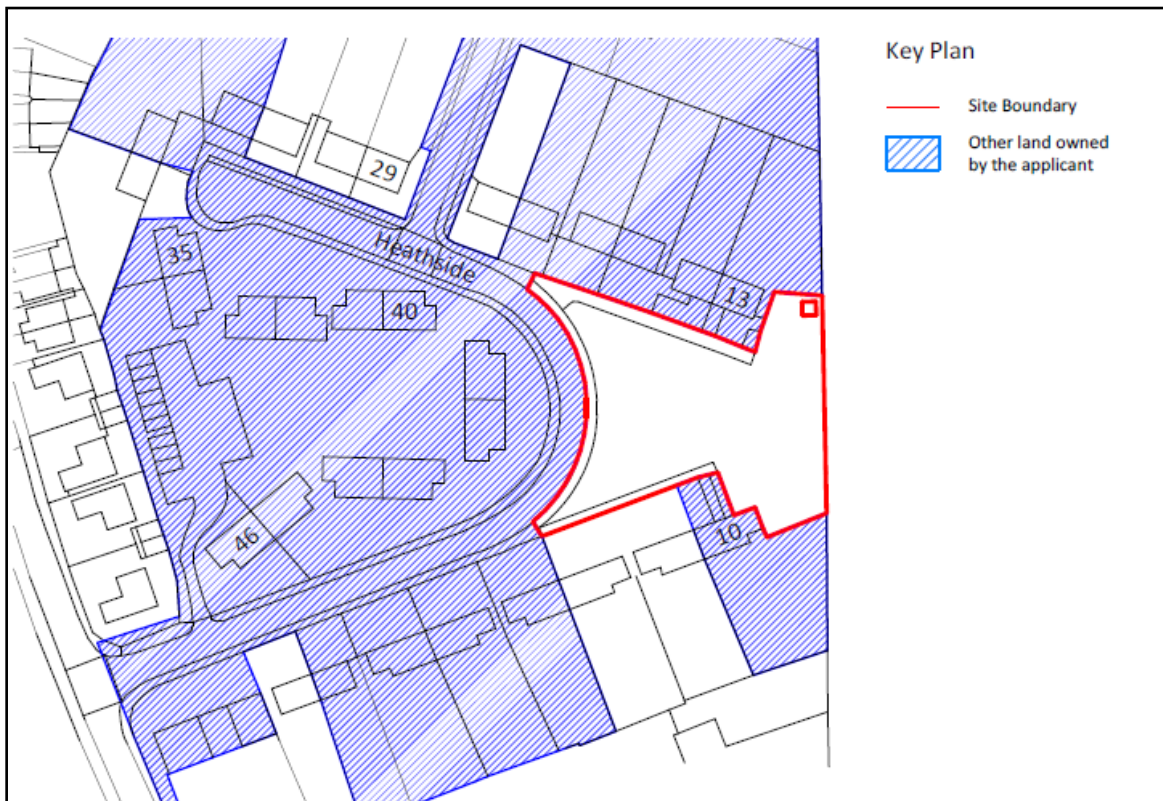 Key Plan
Site Boundary
Other land owned
by the applicant
29
Heathside
35
40
13
46
10